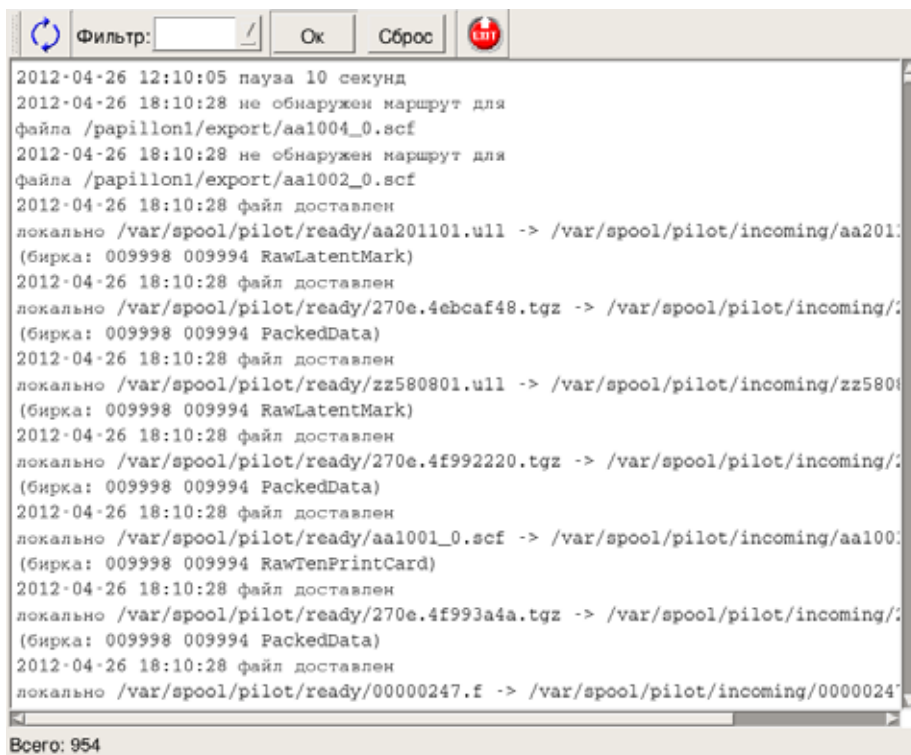 Фильтр: Ок Сброс EXIT
2012-04-26 12:10:05 пауза 10 секунд
2012-04-26 18:10:28 не обнаружен маршрут для
файла /papillon1/export/aa1004_0.scf
2012-04-26 18:10:28 не обнаружен маршрут для
файла /papillon1/export/aa1002_0.scf
2012-04-26 18:10:28 файл доставлен
локально /var/spool/pilot/ready/aa201101.ull -> /var/spool/pilot/incoming/aa201
(бирка: 009998 009994 RawLatentMark)
2012-04-26 18:10:28 файл доставлен
локально /var/spool/pilot/ready/270e.4ebcaf48.tgz -> /var/spool/pilot/incoming/
(бирка: 009998 009994 PackedData)
2012-04-26 18:10:28 файл доставлен
локально /var/spool/pilot/ready/zz580801.ull -> /var/spool/pilot/incoming/zz580
(бирка: 009998 009994 RawLatentMark)
2012-04-26 18:10:28 файл доставлен
локально /var/spool/pilot/ready/270e.4f992220.tgz -> /var/spool/pilot/incoming/
(бирка: 009998 009994 PackedData)
2012-04-26 18:10:28 файл доставлен
локально /var/spool/pilot/ready/aa1001_0.scf -> /var/spool/pilot/incoming/aa100
(бирка: 009998 009994 RawTenPrintCard)
2012-04-26 18:10:28 файл доставлен
локально /var/spool/pilot/ready/270e.4f993a4a.tgz -> /var/spool/pilot/incoming/
(бирка: 009998 009994 PackedData)
2012-04-26 18:10:28 файл доставлен
локально /var/spool/pilot/ready/00000247.f -> /var/spool/pilot/incoming/0000024
Всего: 954